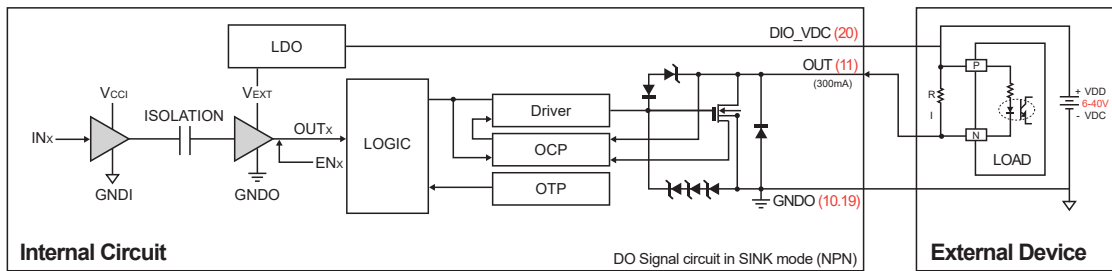 LDO
DIO_VDC (20)
OUT (11)
(300mA)
VCCI
ISOLATION
VEXT
INX
OUTX
ENX
GNDI
GNDO
LOGIC
Driver
OCP
OTP
GNDO (10.19)
P
R
I
N
LOAD
+ VDD
6-40V
- VDC
Internal Circuit
DO Signal circuit in SINK mode (NPN)
External Device